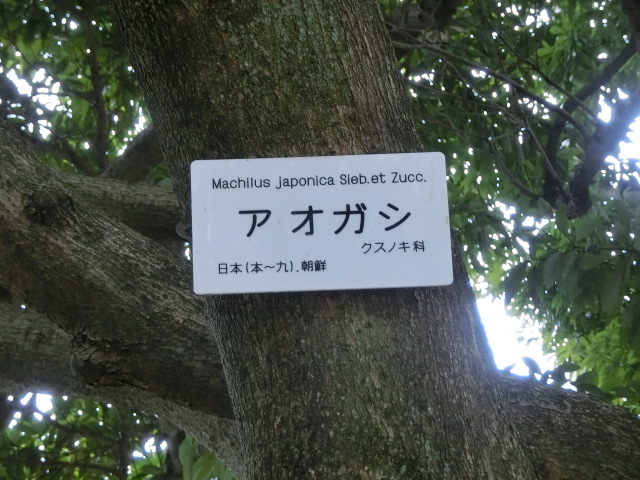 Machilus japonica Sieb.et Zucc.
アオガシ
クスノキ科
日本(本〜九).朝鮮